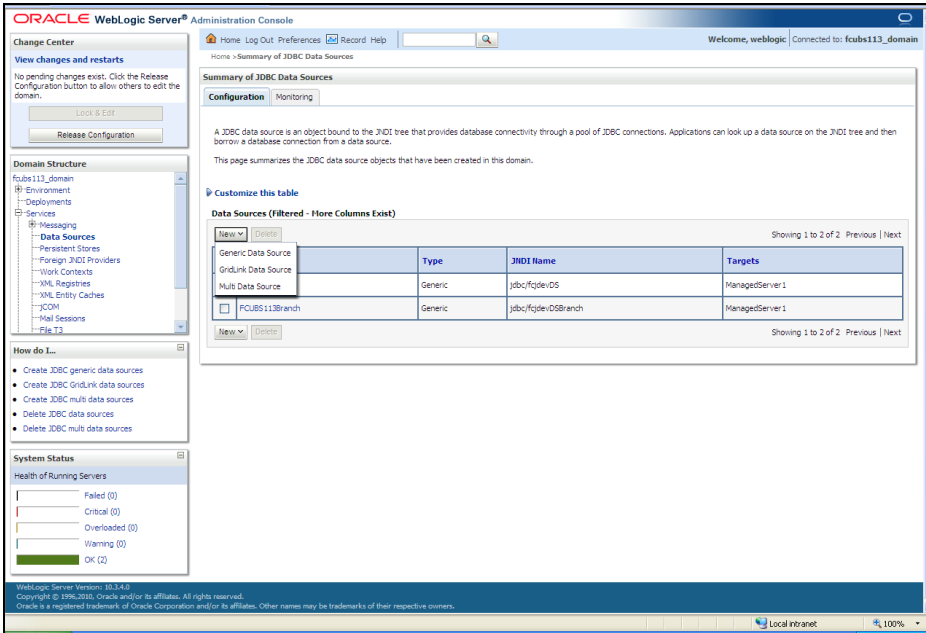 ORACLE WebLogic Server® Administration Console
Change Center
View changes and restarts
No pending changes exist. Click the Release
Configuration button to allow others to edit the
domain.
Lock & Edit
Release Configuration
Domain Structure
fcubs113_domain
Environment
Deployments
Services
Messaging
Data Sources
Persistent Stores
Foreign JNDI Providers
Work Contexts
XML Registries
XML Entity Caches
jCOM
Mail Sessions
File T3
How do I...
Create JDBC generic data sources
Create JDBC GridLink data sources
Create JDBC multi data sources
Delete JDBC data sources
Delete JDBC multi data sources
System Status
Health of Running Servers
Failed (0)
Critical (0)
Overloaded (0)
Warning (0)
OK (2)
Home Log Out Preferences Record Help
Welcome, weblogic Connected to: fcubs113_domain
Home >Summary of JDBC Data Sources
Summary of JDBC Data Sources
Configuration Monitoring
A JDBC data source is an object bound to the JNDI tree that provides database connectivity through a pool of JDBC connections. Applications can look up a data source on the JNDI tree and then
borrow a database connection from a data source.
This page summarizes the JDBC data source objects that have been created in this domain.
Customize this table
Data Sources (Filtered - More Columns Exist)
New Delete
Showing 1 to 2 of 2 Previous | Next
Generic Data Source
GridLink Data Source
Multi Data Source
Type JNDI Name Targets
Generic jdbc/fcjdevDS ManagedServer1
FCUBS113Branch Generic jdbc/fcjdevDSBranch ManagedServer1
New Delete
Showing 1 to 2 of 2 Previous | Next
WebLogic Server Version: 10.3.4.0
Copyright © 1996,2010, Oracle and/or its affiliates. All rights reserved.
Oracle is a registered trademark of Oracle Corporation and/or its affiliates. Other names may be trademarks of their respective owners.
Local intranet
100%